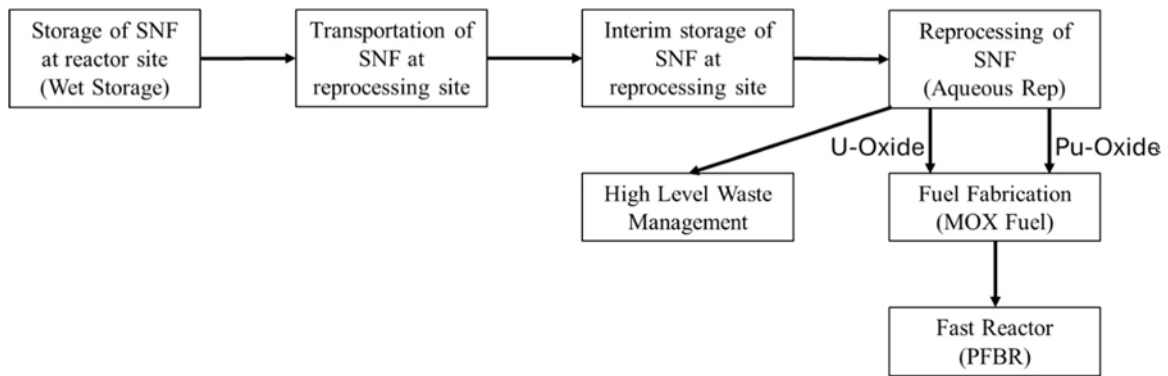 Storage of SNF
at reactor site
(Wet Storage)
Transportation of
SNF at
reprocessing site
Interim storage of
SNF at
reprocessing site
Reprocessing of
SNF
(Aqueous Rep)
U-Oxide
Pu-Oxide
High Level Waste
Management
Fuel Fabrication
(MOX Fuel)
Fast Reactor
(PFBR)